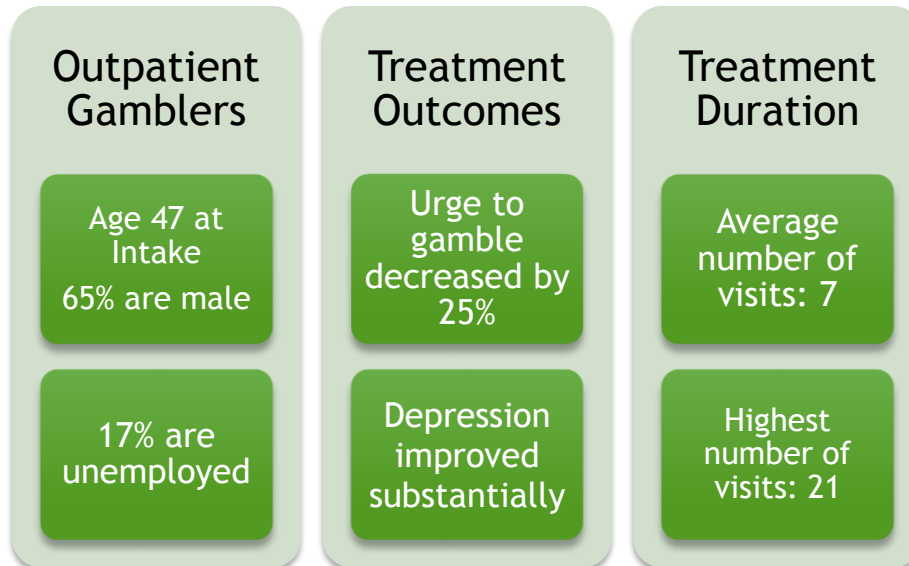 Outpatient
Gamblers
Age 47 at
Intake
65% are male
17% are
unemployed
Treatment
Outcomes
Urge to
gamble
decreased by
25%
Depression
improved
substantially
Treatment
Duration
Average
number of
visits: 7
Highest
number of
visits: 21